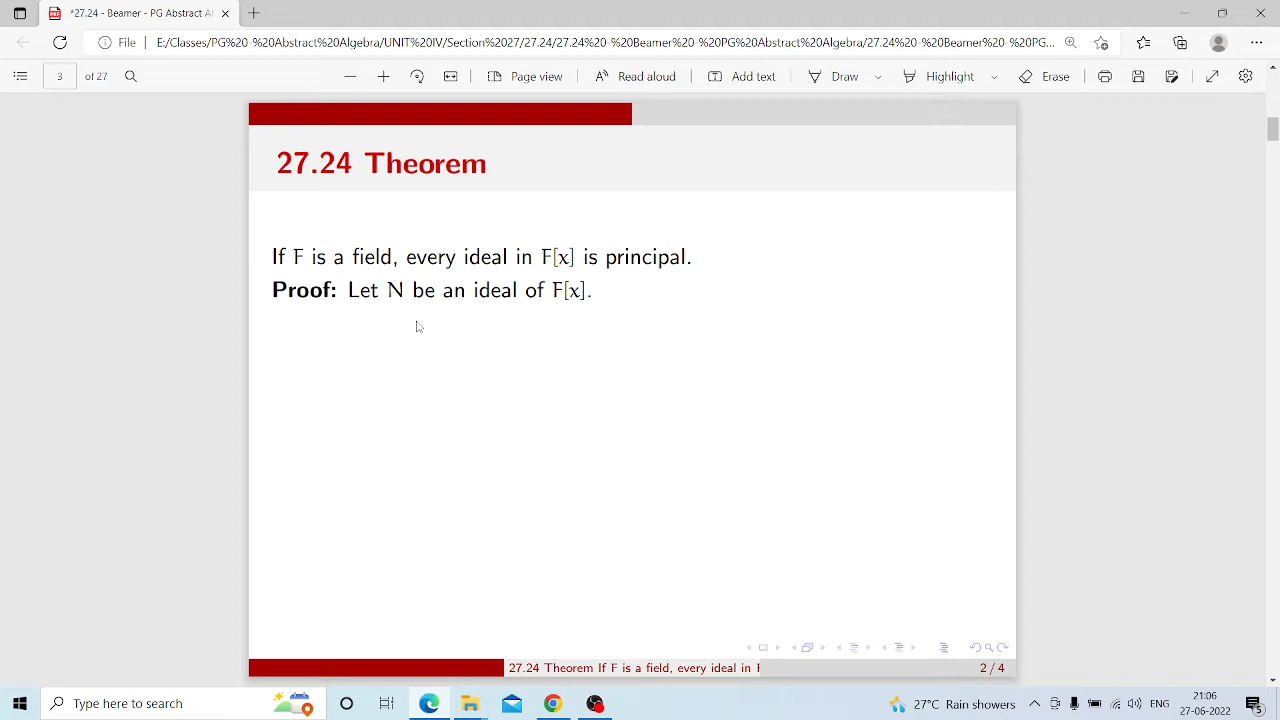 *27.24 - Beamer - PG Abstract Al
File E:/Classes/PG%20-%20Abstract%20Algebra/UNIT%20IV/Section%2027/27.24/27.24%20-%20Beamer%20-%20PG%20Abstract%20Algebra/27.24%20-%20Beamer%20-%20PG...
3 of 27 Page view Read aloud Add text Draw Highlight Erase
27.24 Theorem
If F is a field, every ideal in F[x] is principal.
Proof: Let N be an ideal of F[x].
27.24 Theorem If F is a field, every ideal in F
2 / 4
Type here to search
27°C Rain showers
ENG
21:06
27-06-2022
5